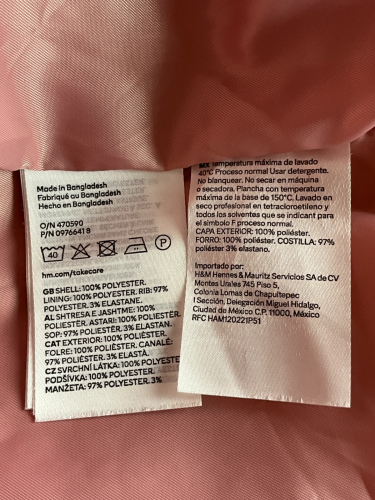 Made in Bangladesh
Fabriqué au Bangladesh
Hecho en Bangladesh
O/N 470590
P/N 0976641 8
40
P
hm.com/takecare
GB SHELL: 100% POLYESTER.
LINING: 100% POLYESTER. RIB: 97%
POLYESTER, 3% ELASTANE.
AL SHTRESA E JASHTME: 100%
POLIESTËR. ASTARI: 100% POLIESTËR.
SOP: 97% POLIESTËR, 3% ELASTAN.
CAT EXTERIOR: 100% POLIÈSTER.
FOLRE: 100% POLIÈSTER. CANALÉ:
97% POLIÈSTER, 3% ELASTÀ.
CZ SVRCHNÍ LÁTKA: 100% POLYESTER.
PODŠÍVKA: 100% POLYESTER.
MANŽETA: 97% POLYESTER, 3%
MX Temperatura máxima de lavado
40°C Proceso normal Usar detergente.
No blanquear. No secar en máquina
o secadora. Plancha con temperatura
máxima de la base de 150°C. Lavado en
seco profesional en tetracloroetileno y
todos los solventes que se indican para
el símbolo F proceso normal.
CAPA EXTERIOR: 100% poliéster.
FORRO: 100% poliéster. COSTILLA: 97%
poliéster 3% elastano.
Importado por:
H&M Hennes & Mauritz Servicios SA de CV
Montes Urales 745 Piso 5,
Colonia Lomas de Chapultepec
I Sección, Delegación Miguel Hidalgo,
Ciudad de México C.P. 11000, México
RFC HAM120221P51